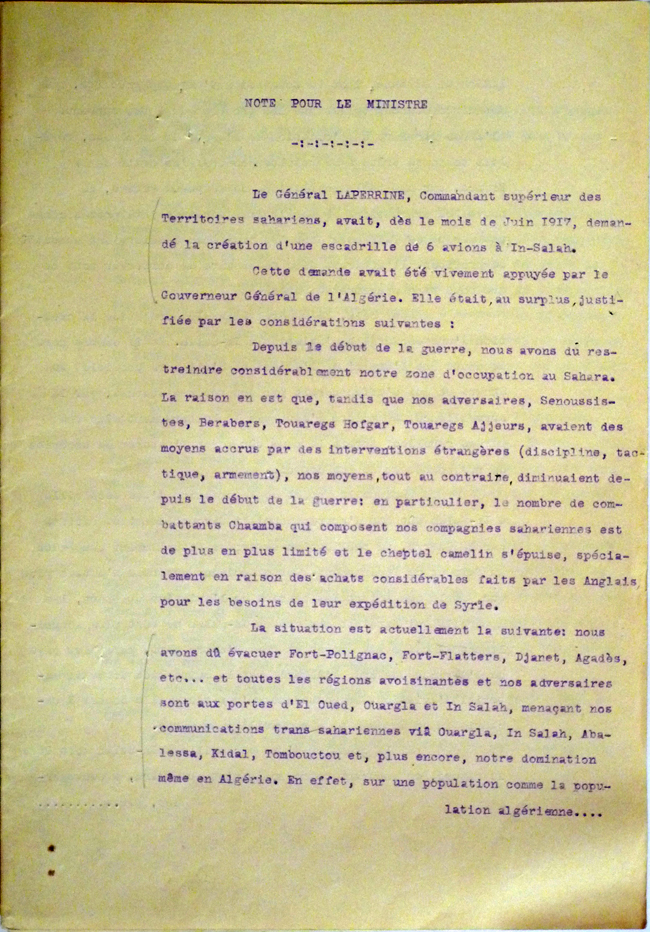 NOTE POUR LE MINISTRE
-:-:-:-:-:-
Le Général LAPERRINE, Commandant supérieur des
Territoires sahariens, avait, dès le mois de Juin 1917, deman-
dé la création d'une escadrille de 6 avions à In-Salah.
Cette demande avait été vivement appuyée par le
Gouverneur Général de l'Algérie. Elle était, au surplus, justi-
fiée par les considérations suivantes :
Depuis le début de la guerre, nous avons dû res-
treindre considérablement notre zone d'occupation au Sahara.
La raison en est que, tandis que nos adversaires, Senoussis-
tes, Berabers, Touaregs Hofgar, Touaregs Ajjeurs, avaient des
moyens accrus par des interventions étrangères (discipline, tac-
tique, armement), nos moyens, tout au contraire, diminuaient de-
puis le début de la guerre: en particulier, le nombre de com-
battants Chaamba qui composent nos compagnies sahariennes est
de plus en plus limité et le cheptel camelin s'épuise, spécia-
lement en raison des achats considérables faits par les Anglais
pour les besoins de leur expédition de Syrie.
La situation est actuellement la suivante: nous
avons dû évacuer Fort-Polignac, Fort-Flatters, Djanet, Agadès,
etc... et toutes les régions avoisinantes et nos adversaires
sont aux portes d'El Oued, Ouargla et In Salah, menaçant nos
communications trans sahariennes viâ Ouargla, In Salah, Aba-
lessa, Kidal, Tombouctou et, plus encore, notre domination
même en Algérie. En effet, sur une population comme la popu-
lation algérienne....